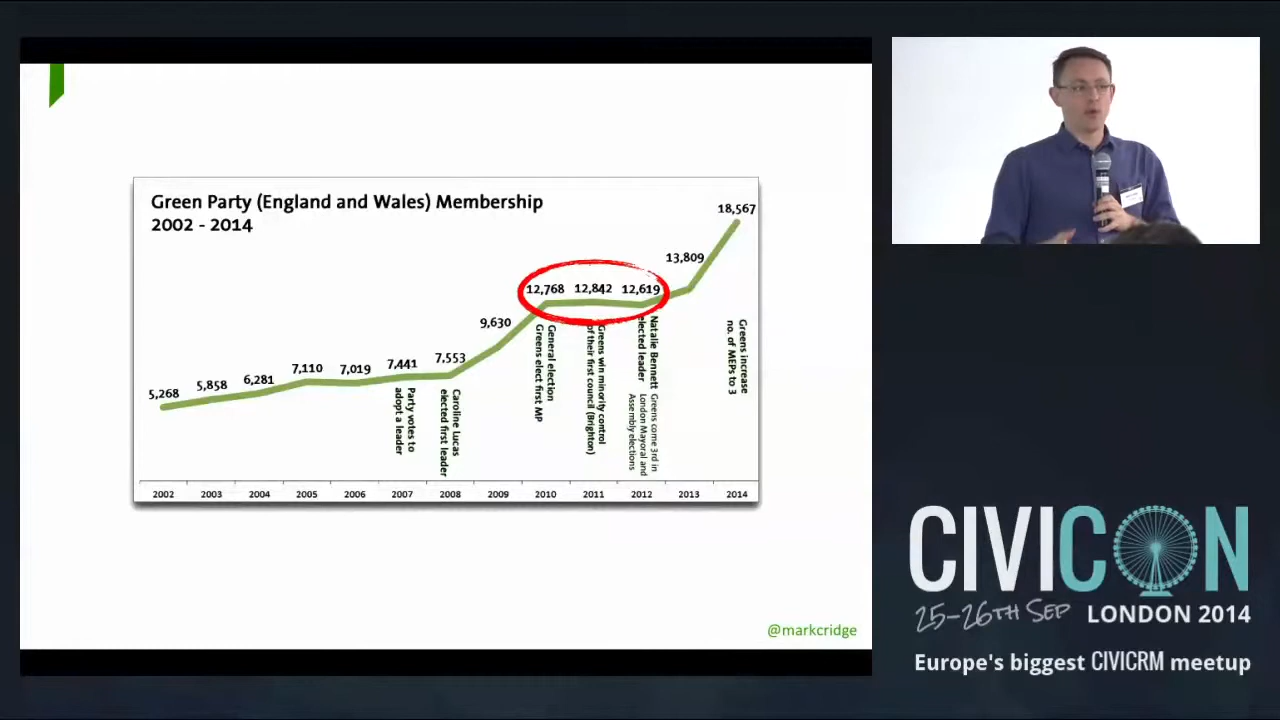 Green Party (England and Wales) Membership
2002 - 2014
5,268
5,858
6,281
7,110
7,019
7,441
7,553
9,630
12,768
12,842
12,619
13,809
18,567
Party votes to
adopt a leader
Caroline Lucas
elected first leader
General election
Greens elect first MP
Greens win minority control
of their first council (Brighton)
Natalie Bennett
elected leader
Greens come 3rd in
London Mayoral and
Assembly elections
Greens increase
no. of MEPs to 3
2002 2003 2004 2005 2006 2007 2008 2009 2010 2011 2012 2013 2014
@markcridge
CIVICON
25-26TH SEP LONDON 2014
Europe's biggest CIVICRM meetup